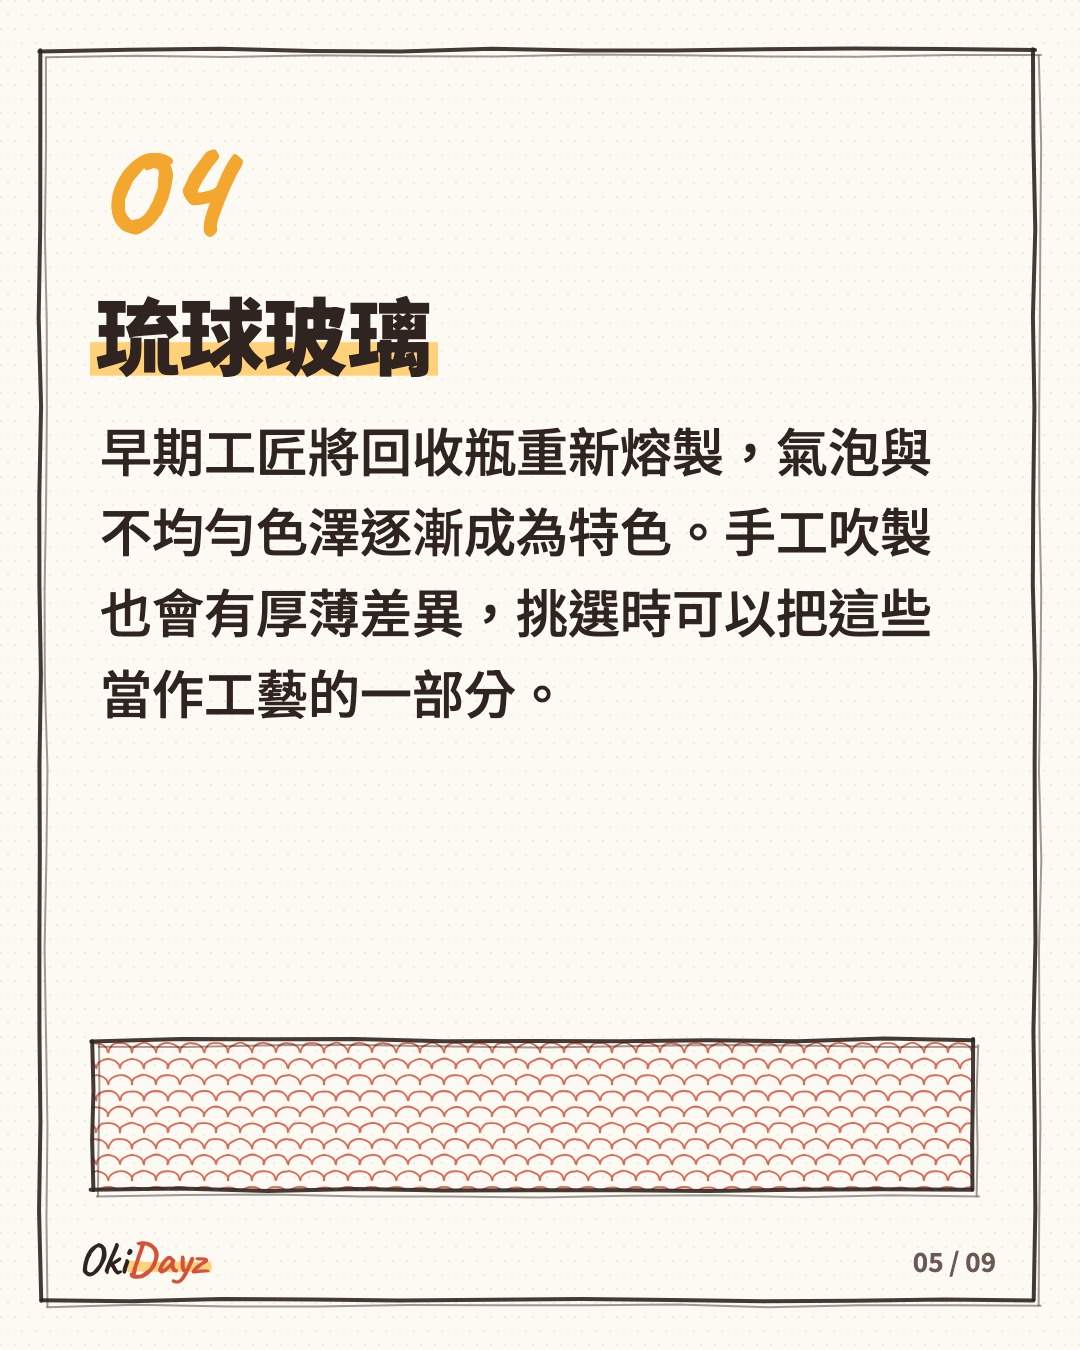 04
琉球玻璃
早期工匠將回收瓶重新熔製，氣泡與
不均勻色澤逐漸成為特色。手工吹製
也會有厚薄差異，挑選時可以把這些
當作工藝的一部分。
OkiDayz
05 / 09